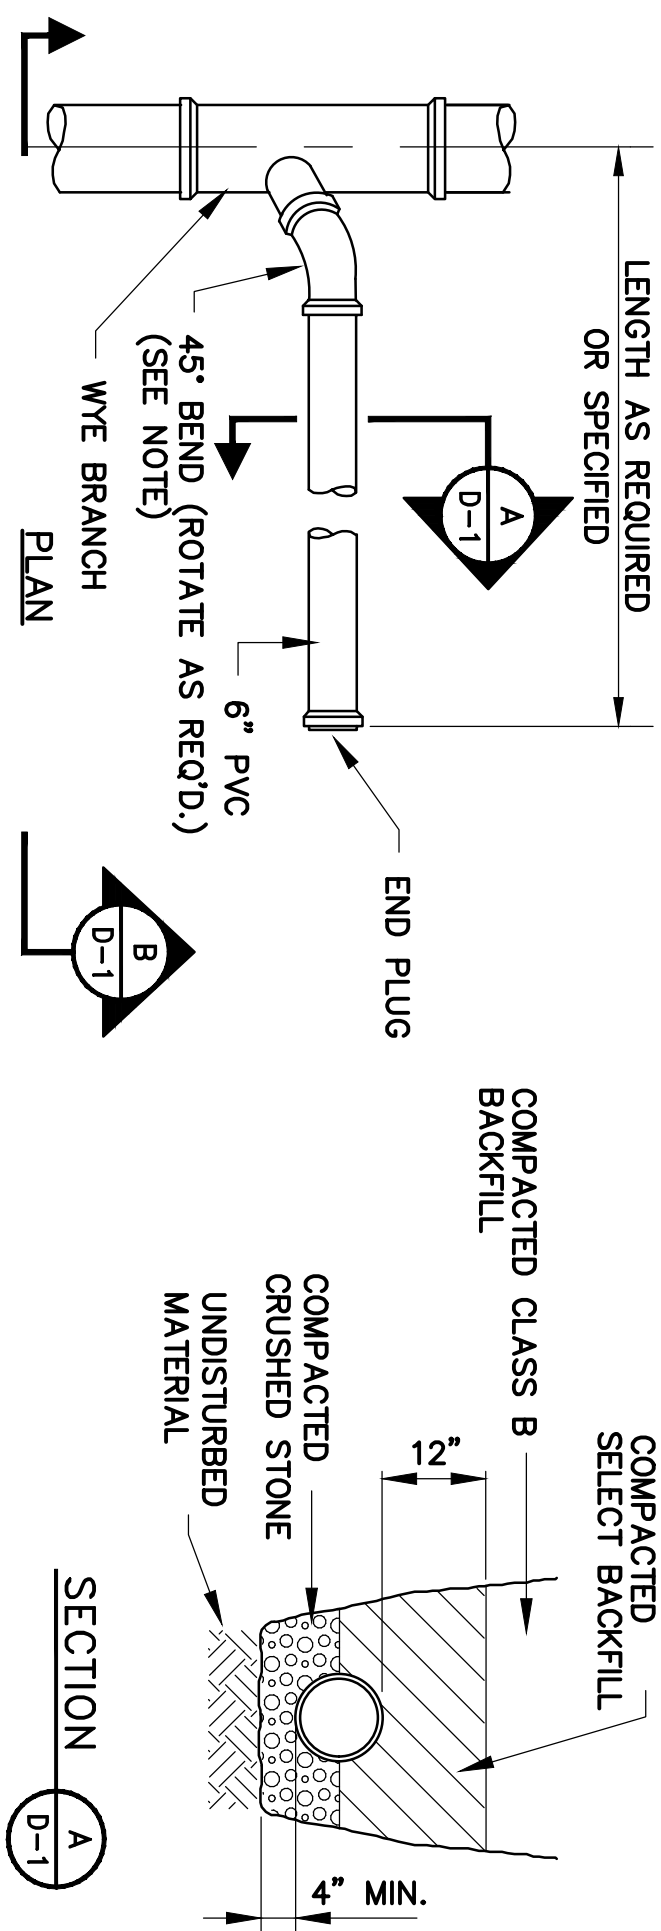 LENGTH AS REQUIRED
OR SPECIFIED
A
D-1
45° BEND (ROTATE AS REQ'D.)
(SEE NOTE)
WYE BRANCH
6" PVC
END PLUG
PLAN
B
D-1
COMPACTED
SELECT BACKFILL
COMPACTED CLASS B
BACKFILL
12"
COMPACTED
CRUSHED STONE
UNDISTURBED
MATERIAL
4" MIN.
SECTION
A
D-1